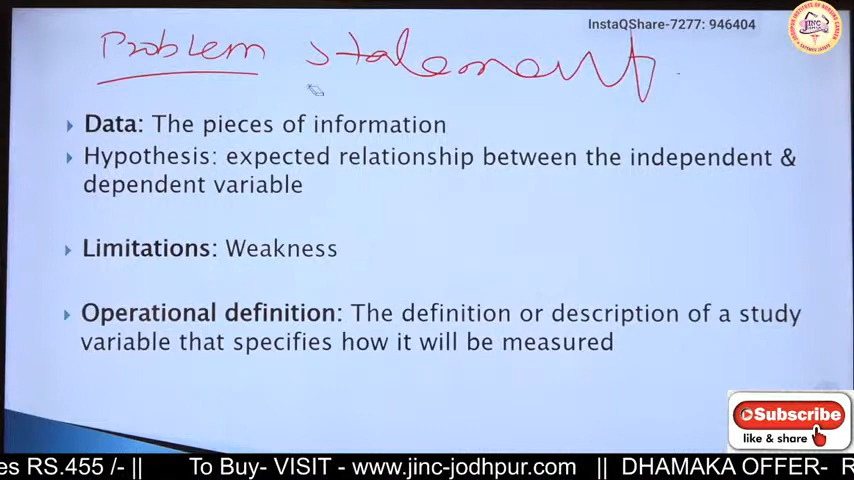 InstaQShare-7277: 946404
Problem statement
Data: The pieces of information
Hypothesis: expected relationship between the independent &
dependent variable
Limitations: Weakness
Operational definition: The definition or description of a study
variable that specifies how it will be measured
Subscribe
like & share
es RS.455 /- || To Buy- VISIT - www.jinc-jodhpur.com || DHAMAKA OFFER- R